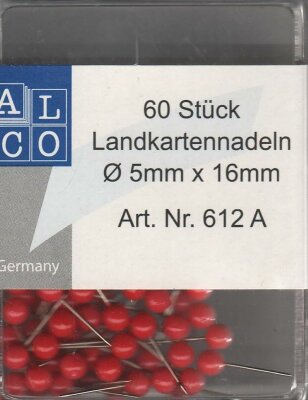 AL
CO
60 Stück
Landkartennadeln
Ø 5mm x 16mm
Art. Nr. 612 A
Germany